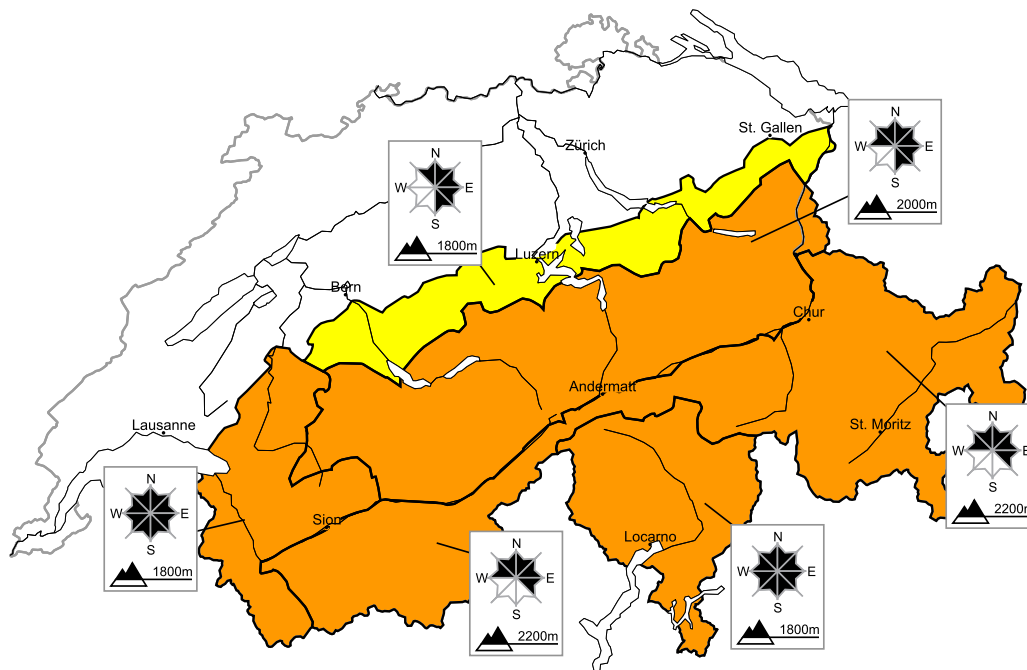 St. Gallen
Zürich
N
W E
S
2000m
N
W E
S
1800m
Luzern
Bern
Chur
Andermatt
Lausanne
St. Moritz
N
W E
S
2200m
N
W E
S
1800m
Sion
Locarno
N
W E
S
2200m
N
W E
S
1800m